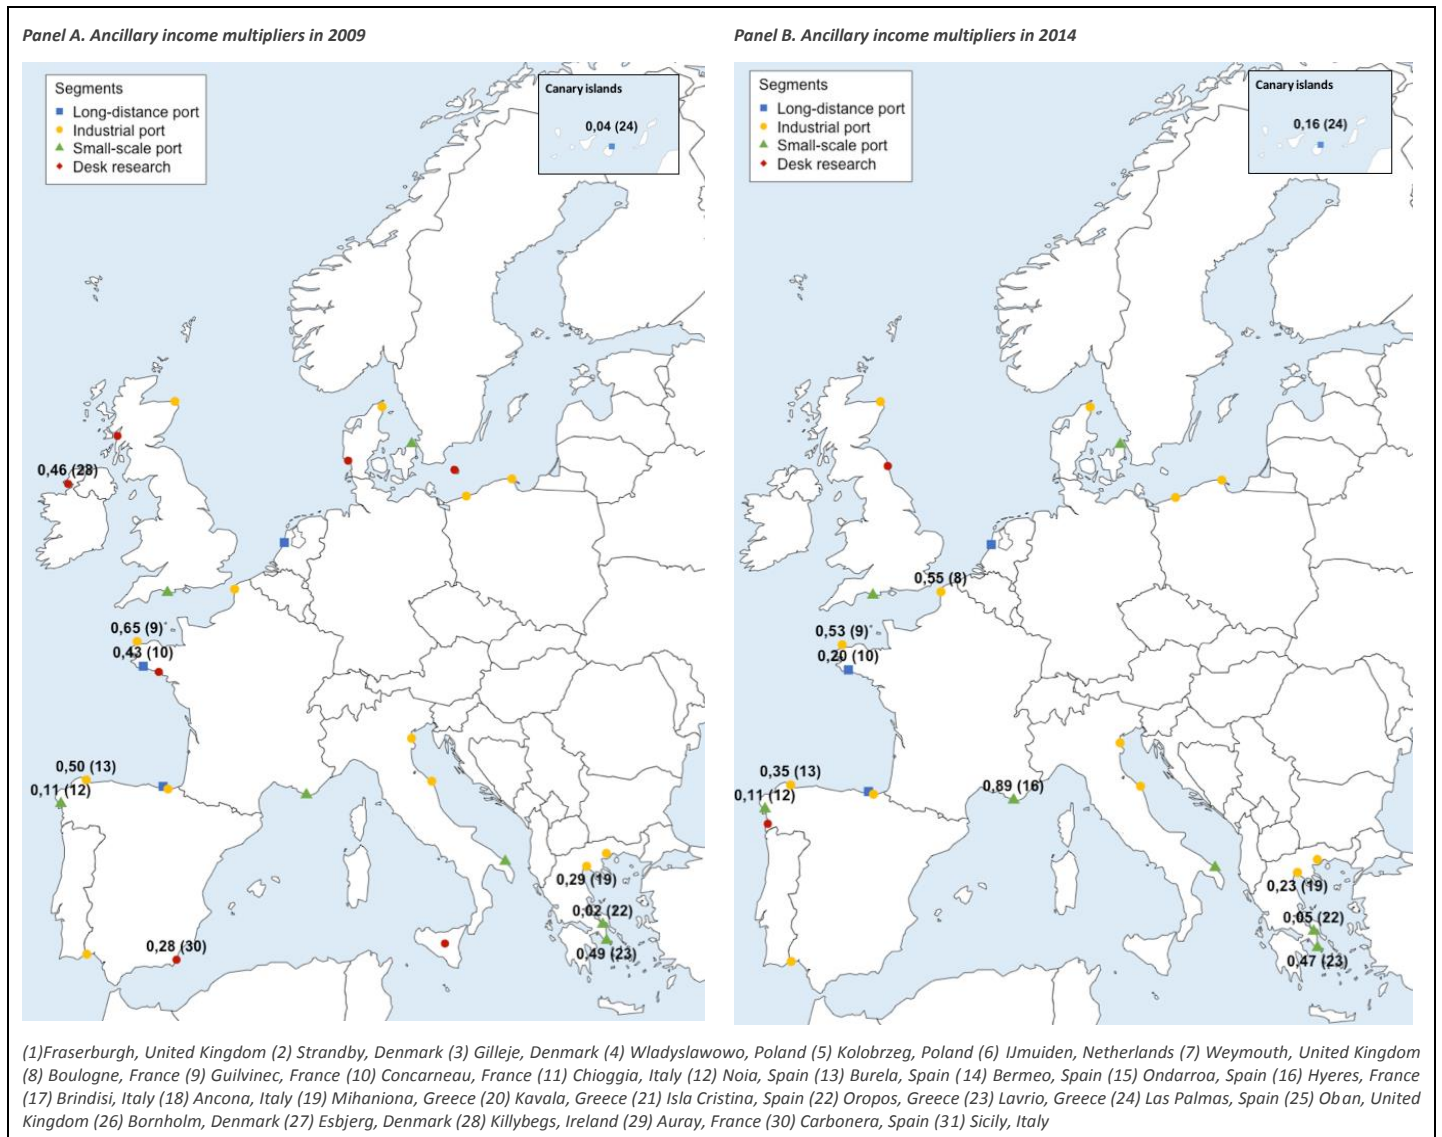 Panel A. Ancillary income multipliers in 2009
Segments
Long-distance port
Industrial port
Small-scale port
Desk research
Canary islands
0,04 (24)
0,46 (28)
0,65 (9)
0,43 (10)
0,50 (13)
0,11 (12)
0,28 (30)
0,29 (19)
0,02 (22)
0,49 (23)
Panel B. Ancillary income multipliers in 2014
Segments
Long-distance port
Industrial port
Small-scale port
Desk research
Canary islands
0,16 (24)
0,55 (8)
0,53 (9)
0,20 (10)
0,35 (13)
0,11 (12)
0,89 (16)
0,23 (19)
0,05 (22)
0,47 (23)
(1)Fraserburgh, United Kingdom (2) Strandby, Denmark (3) Gilleje, Denmark (4) Wladyslawowo, Poland (5) Kolobrzeg, Poland (6) IJmuiden, Netherlands (7) Weymouth, United Kingdom
(8) Boulogne, France (9) Guilvinec, France (10) Concarneau, France (11) Chioggia, Italy (12) Noia, Spain (13) Burela, Spain (14) Bermeo, Spain (15) Ondarroa, Spain (16) Hyeres, France
(17) Brindisi, Italy (18) Ancona, Italy (19) Mihaniona, Greece (20) Kavala, Greece (21) Isla Cristina, Spain (22) Oropos, Greece (23) Lavrio, Greece (24) Las Palmas, Spain (25) Oban, United
Kingdom (26) Bornholm, Denmark (27) Esbjerg, Denmark (28) Killybegs, Ireland (29) Auray, France (30) Carbonera, Spain (31) Sicily, Italy